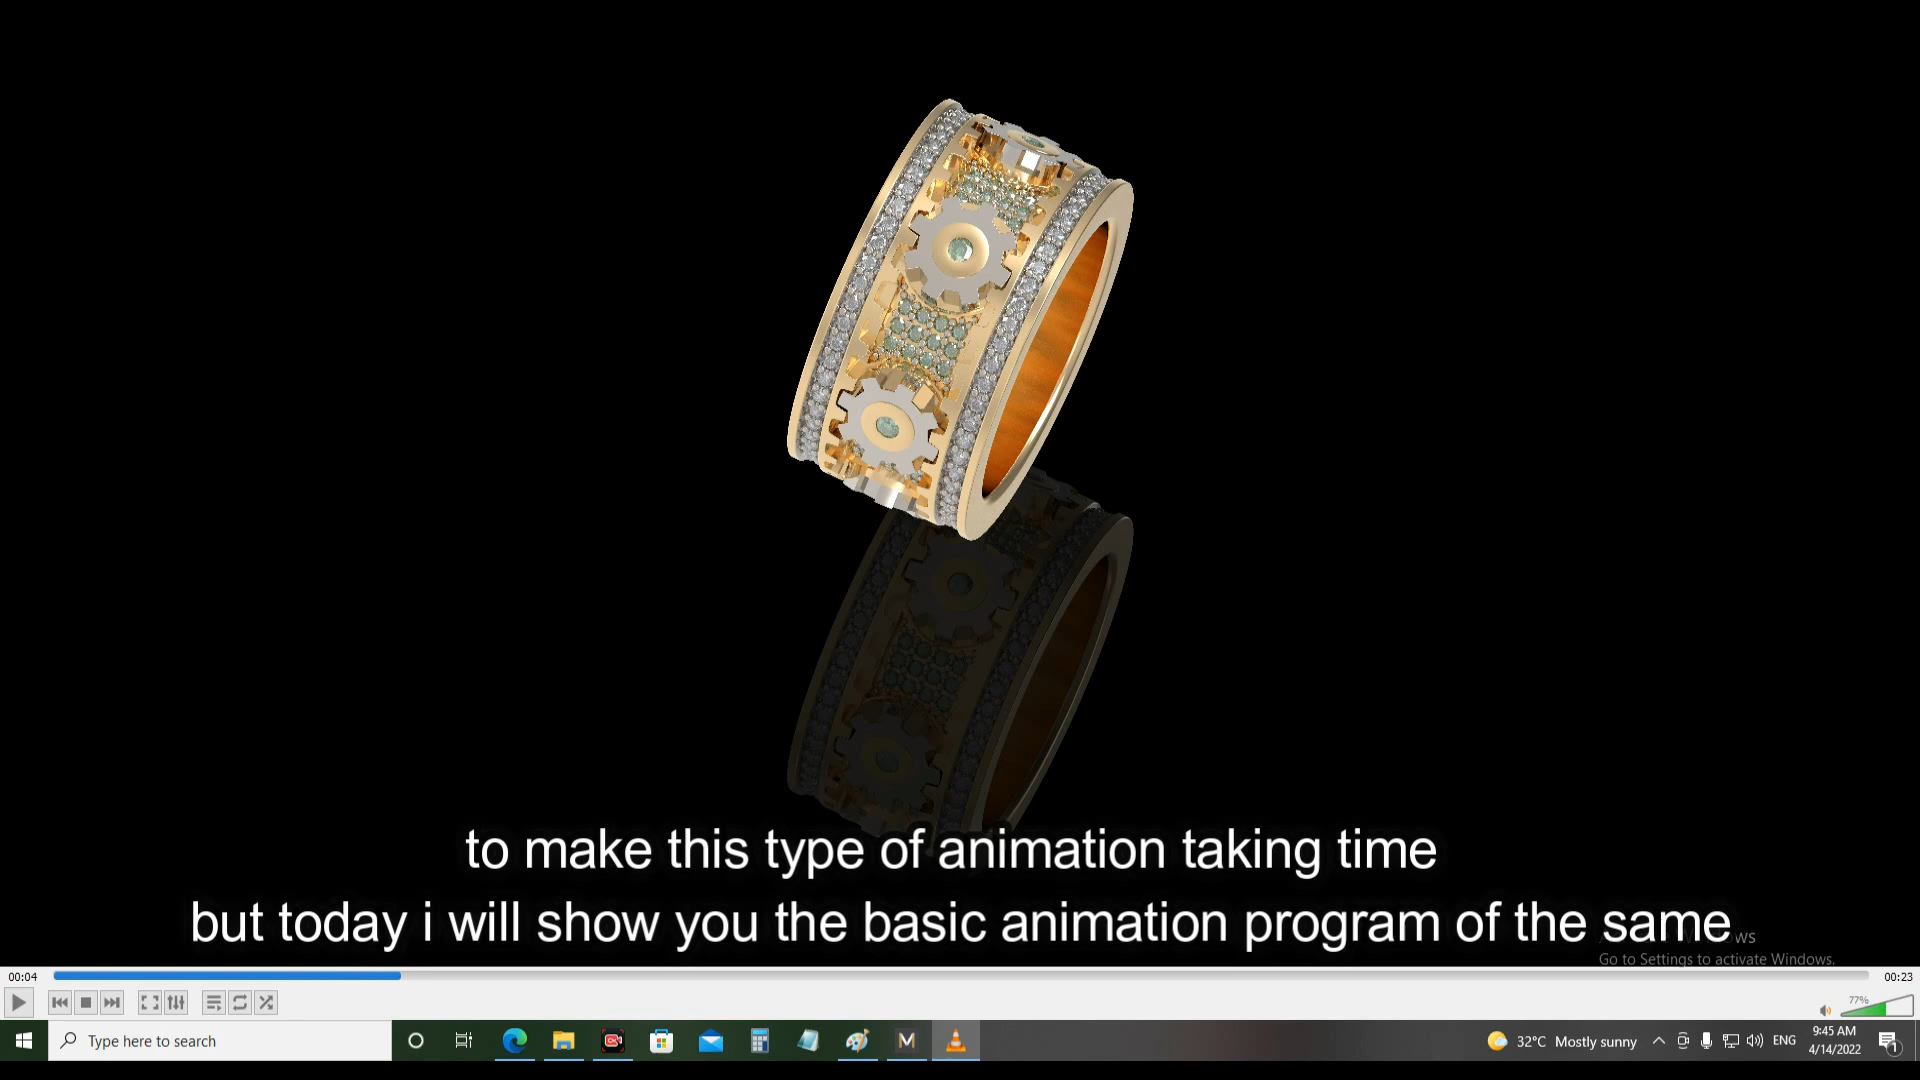 to make this type of animation taking time
but today i will show you the basic animation program of the same
Go to Settings to activate Windows.
00:04
00:23
77%
Type here to search
M
32°C Mostly sunny
ENG
9:45 AM
4/14/2022
1